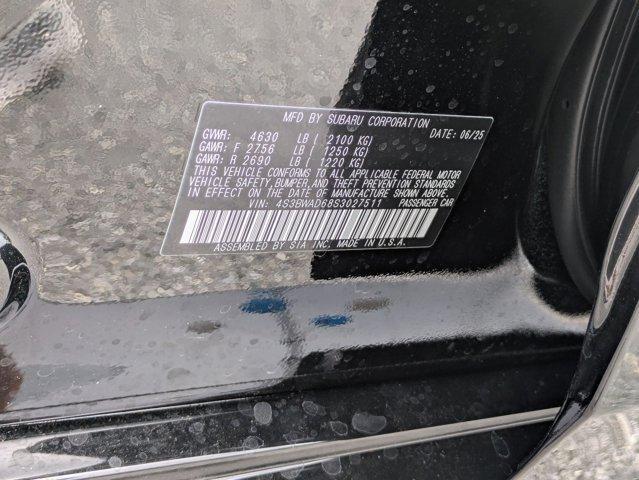 MFD BY SUBARU CORPORATION
GVWR: 4630 LB ( 2100 KG) DATE: 06/25
GAWR: F 2756 LB ( 1250 KG)
GAWR: R 2690 LB ( 1220 KG)
THIS VEHICLE CONFORMS TO ALL APPLICABLE FEDERAL MOTOR
VEHICLE SAFETY, BUMPER, AND THEFT PREVENTION STANDARDS
IN EFFECT ON THE DATE OF MANUFACTURE SHOWN ABOVE.
VIN: 4S3BWAD68S3027511 PASSENGER CAR
ASSEMBLED BY SIA INC. MADE IN U.S.A.